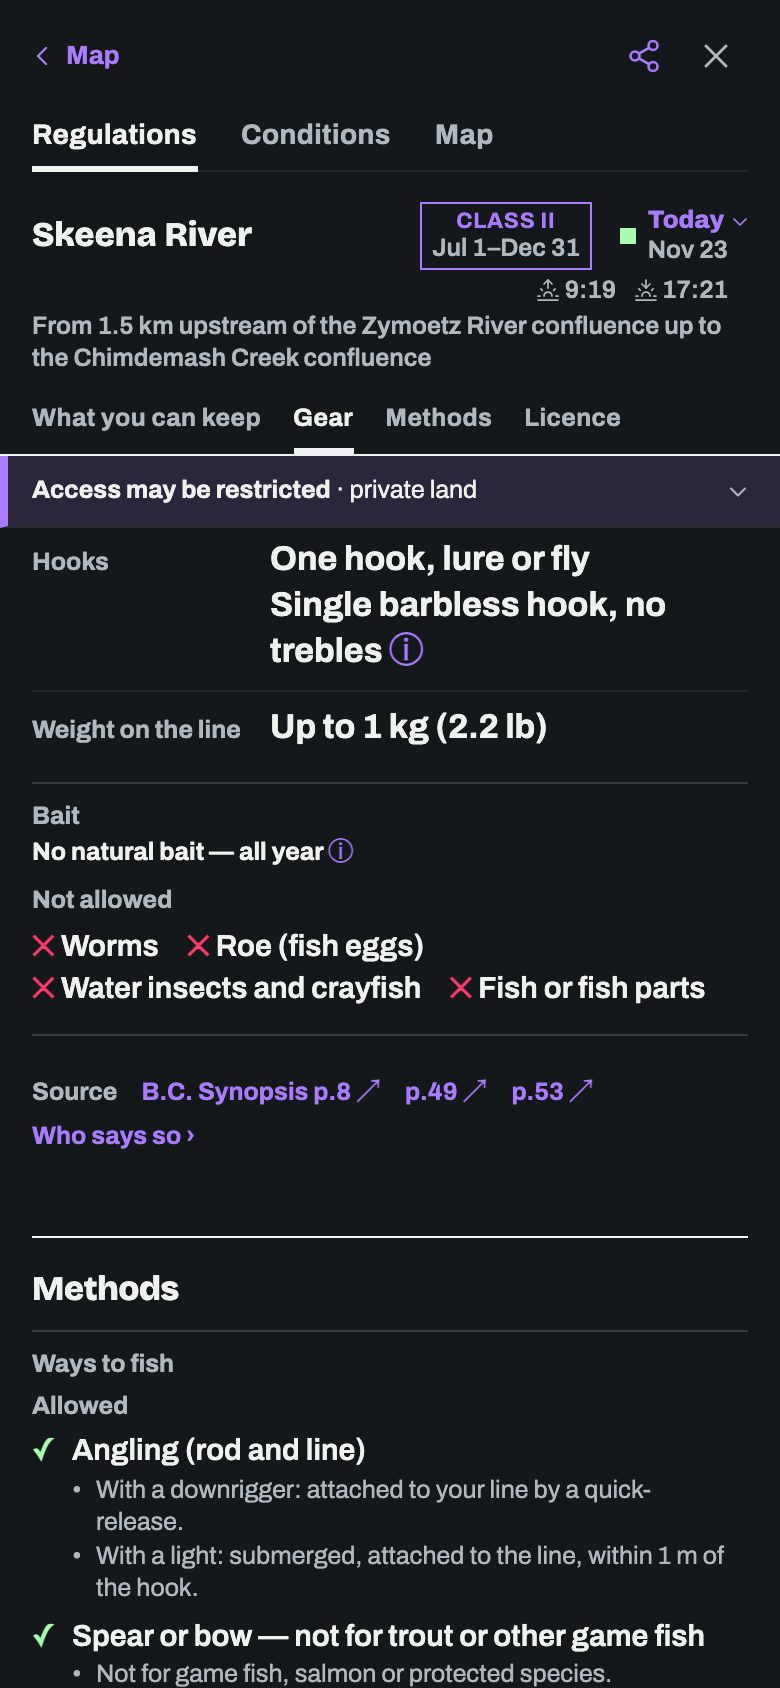 Map
Regulations Conditions Map
Skeena River
CLASS II
Jul 1–Dec 31
Today
Nov 23
9:19 17:21
From 1.5 km upstream of the Zymoetz River confluence up to
the Chimdemash Creek confluence
What you can keep Gear Methods Licence
Access may be restricted · private land
Hooks
One hook, lure or fly
Single barbless hook, no
trebles
Weight on the line Up to 1 kg (2.2 lb)
Bait
No natural bait — all year
Not allowed
Worms Roe (fish eggs)
Water insects and crayfish Fish or fish parts
Source B.C. Synopsis p.8 ↗ p.49 ↗ p.53 ↗
Who says so ›
Methods
Ways to fish
Allowed
Angling (rod and line)
• With a downrigger: attached to your line by a quick-
release.
• With a light: submerged, attached to the line, within 1 m of
the hook.
Spear or bow — not for trout or other game fish
• Not for game fish, salmon or protected species.